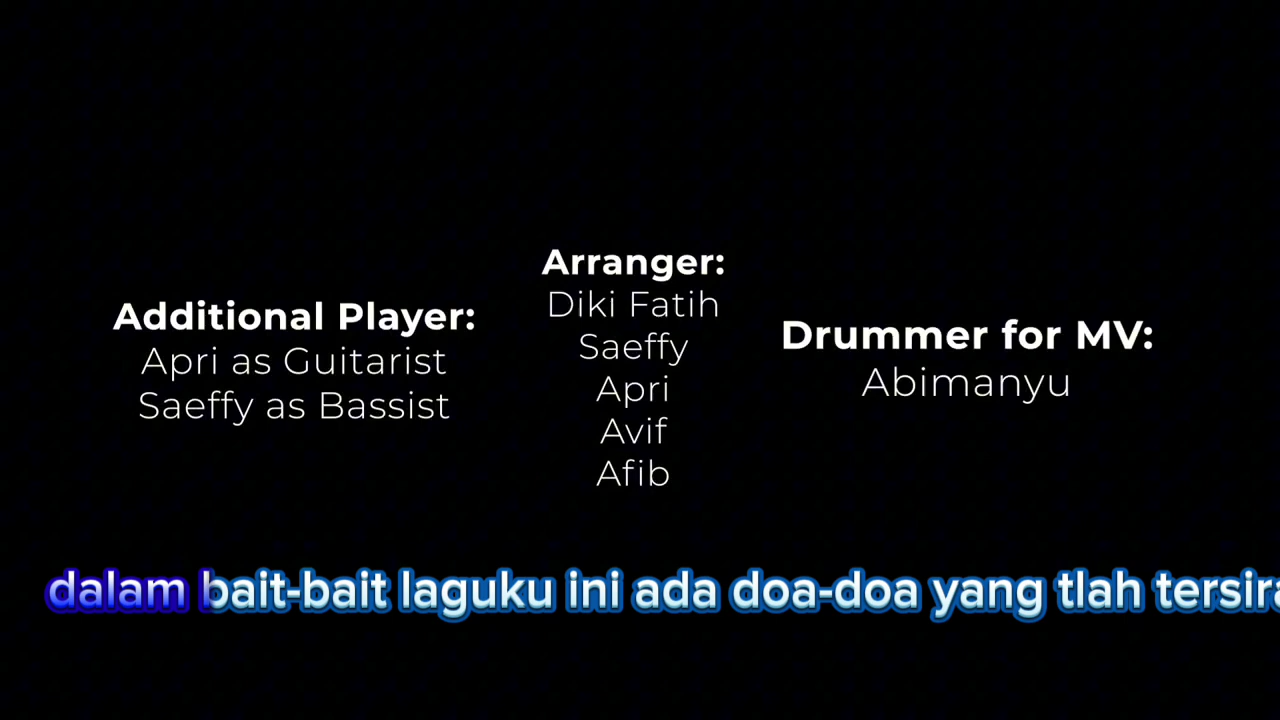 Additional Player:
Apri as Guitarist
Saeffy as Bassist
Arranger:
Diki Fatih
Saeffy
Apri
Avif
Afib
Drummer for MV:
Abimanyu
dalam bait-bait laguku ini ada doa-doa yang tlah